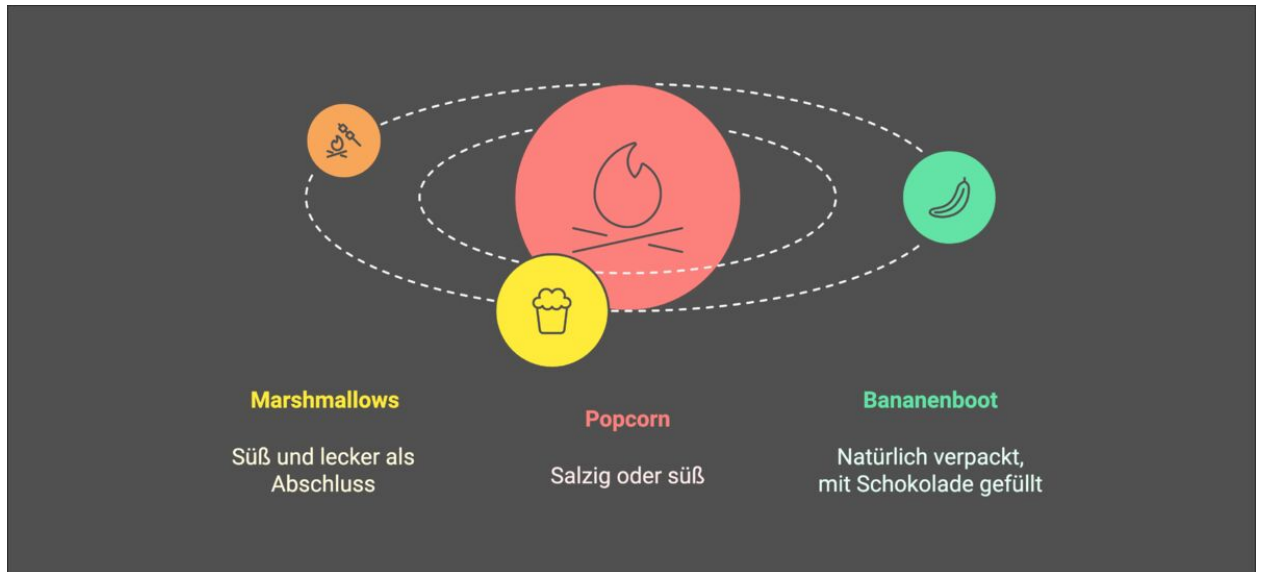 Marshmallows
Süß und lecker als
Abschluss
Popcorn
Salzig oder süß
Bananenboot
Natürlich verpackt,
mit Schokolade gefüllt